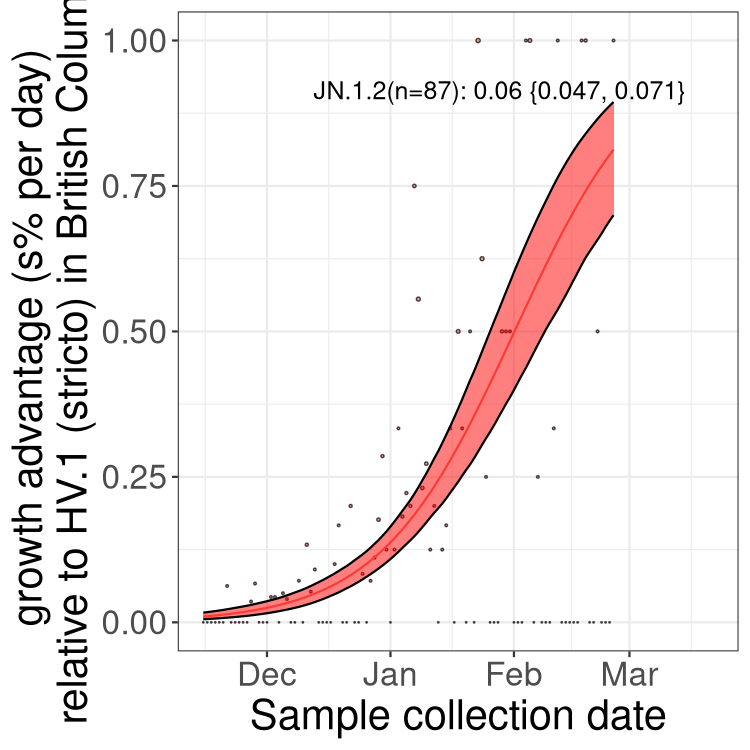 growth advantage (s% per day)
relative to HV.1 (stricto) in British Colum
1.00
0.75
0.50
0.25
0.00
JN.1.2(n=87): 0.06 {0.047, 0.071}
Dec Jan Feb Mar
Sample collection date